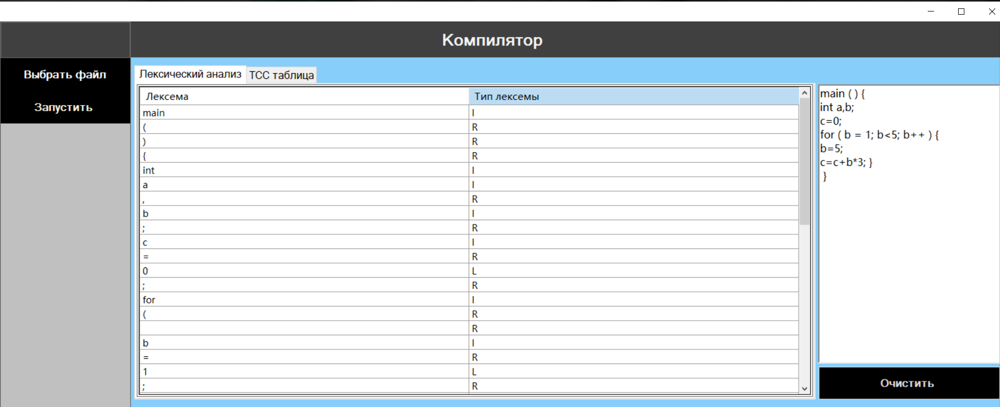 Компилятор
Выбрать файл
Запустить
Лексический анализ TCC таблица
Лексема Тип лексемы
main I
( R
) R
{ R
int I
a I
, R
b I
; R
c I
= R
0 L
; R
for I
( R
R
b I
= R
1 L
; R
main ( ) {
int a,b;
c=0;
for ( b = 1; b<5; b++ ) {
b=5;
c=c+b*3; }
}
Очистить